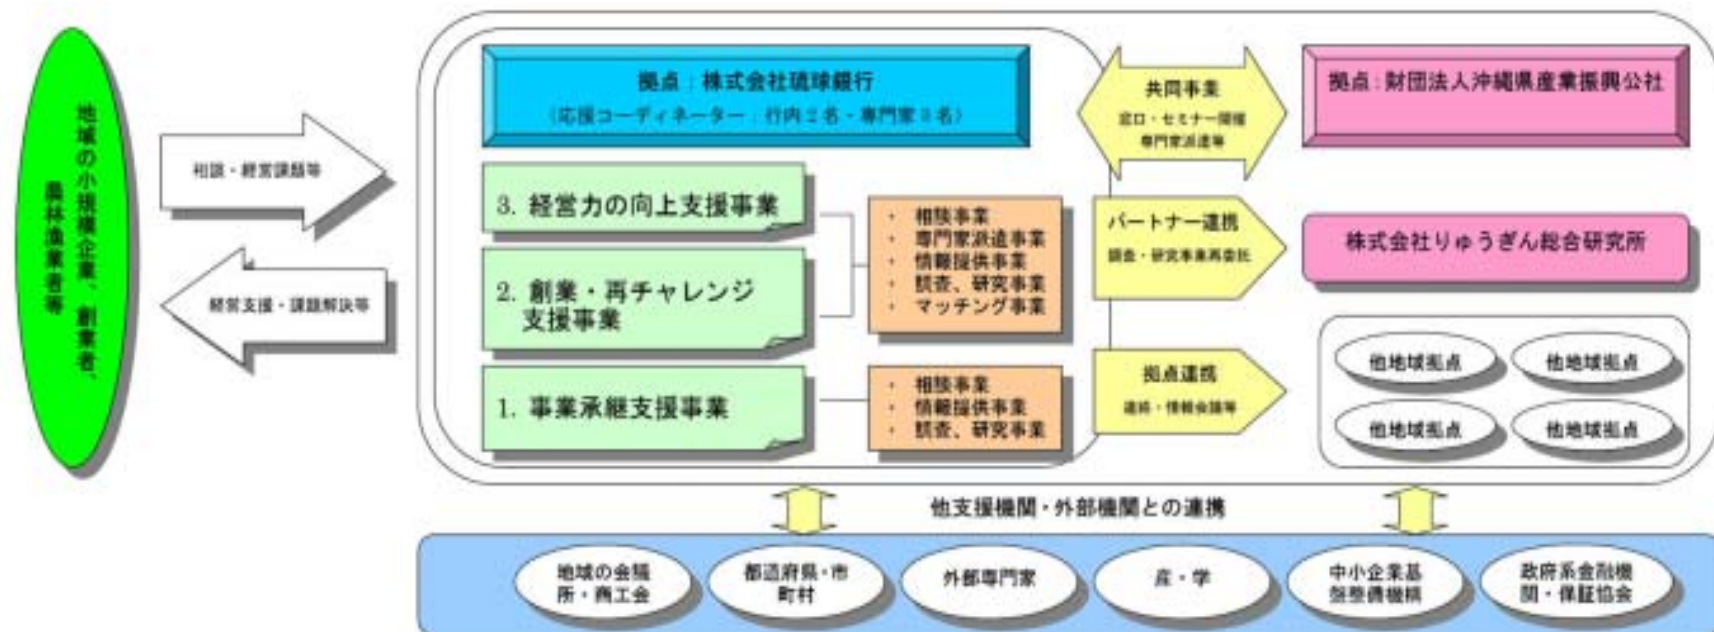 地域の小規模企業、創業者、
農林漁業者等
相談・経営課題等
経営支援・課題解決等
拠点：株式会社琉球銀行
（応援コーディネーター：行内２名・専門家３名）
3. 経営力の向上支援事業
2. 創業・再チャレンジ
支援事業
1. 事業承継支援事業
・ 相談事業
・ 専門家派遣事業
・ 情報提供事業
・ 調査、研究事業
・ マッチング事業
・ 相談事業
・ 情報提供事業
・ 調査、研究事業
共同事業
窓口・セミナー開催
専門家派遣等
パートナー連携
調査・研究事業再委託
拠点連携
連絡・情報会議等
拠点：財団法人沖縄県産業振興公社
株式会社りゅうぎん総合研究所
他地域拠点
他地域拠点
他地域拠点
他地域拠点
他支援機関・外部機関との連携
地域の会議
所・商工会
都道府県・市
町村
外部専門家
産・学
中小企業基
盤整備機構
政府系金融機
関・保証協会